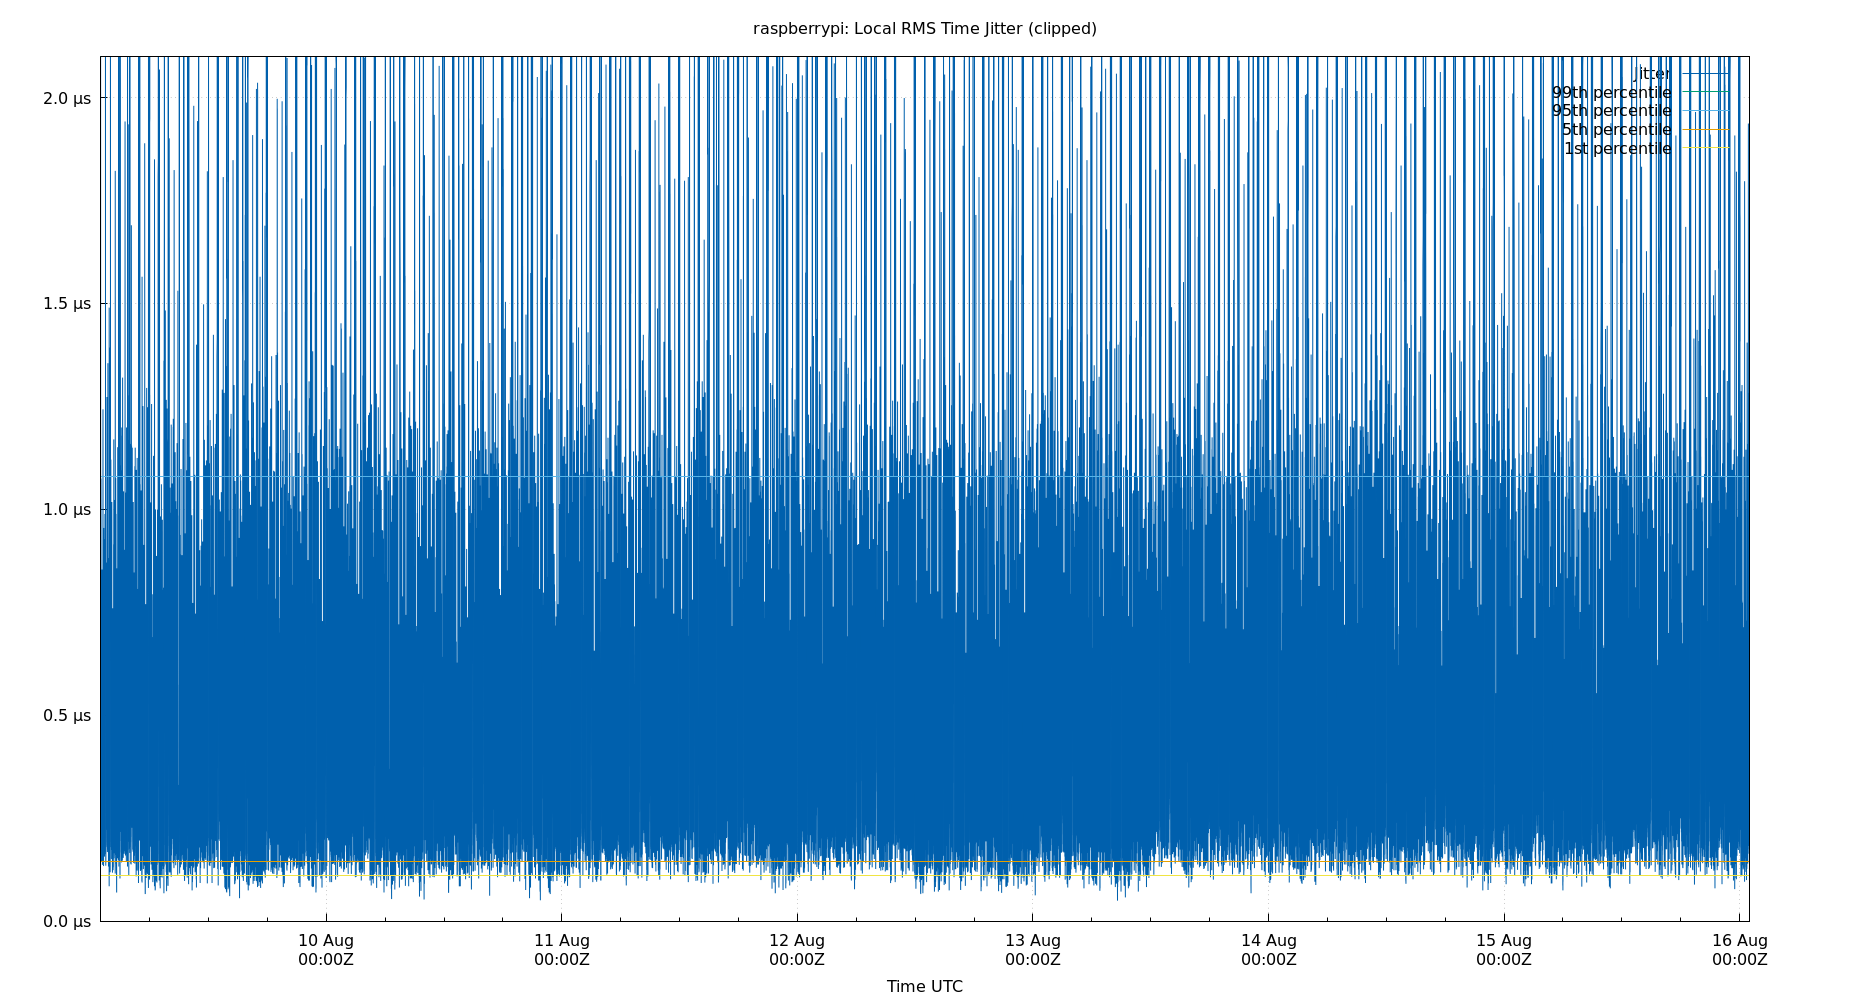 raspberrypi: Local RMS Time Jitter (clipped)
2.0 µs
1.5 µs
1.0 µs
0.5 µs
0.0 µs
jitter
99th percentile
95th percentile
5th percentile
1st percentile
10 Aug 11 Aug 12 Aug 13 Aug 14 Aug 15 Aug 16 Aug
00:00Z 00:00Z 00:00Z 00:00Z 00:00Z 00:00Z 00:00Z
Time UTC